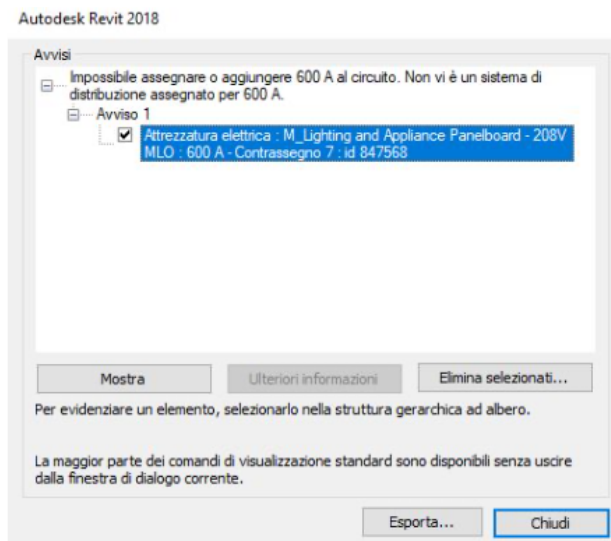 Autodesk Revit 2018
Avvisi
Impossibile assegnare o aggiungere 600 A al circuito. Non vi è un sistema di
distribuzione assegnato per 600 A.
Avviso 1
Attrezzatura elettrica : M_Lighting and Appliance Panelboard - 208V
MLO : 600 A - Contrassegno 7 : id 847568
Mostra Ulteriori informazioni Elimina selezionati...
Per evidenziare un elemento, selezionarlo nella struttura gerarchica ad albero.
La maggior parte dei comandi di visualizzazione standard sono disponibili senza uscire
dalla finestra di dialogo corrente.
Esporta... Chiudi